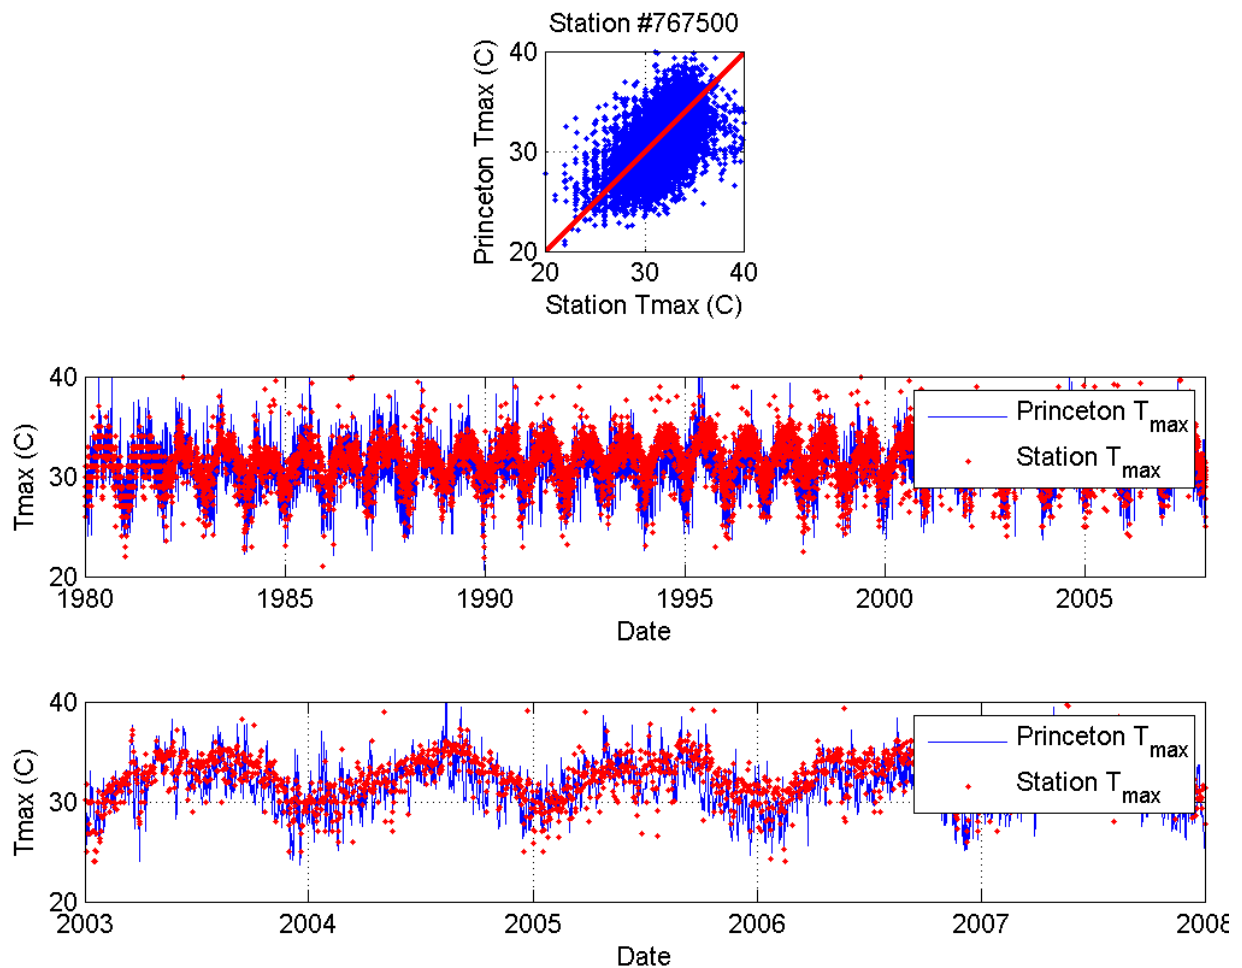 Station #767500
Princeton Tmax (C)
40
30
20
20 30 40
Station Tmax (C)
Tmax (C)
40
30
20
Princeton Tmax
Station Tmax
1980 1985 1990 1995 2000 2005
Date
Tmax (C)
40
30
20
Princeton Tmax
Station Tmax
2003 2004 2005 2006 2007 2008
Date